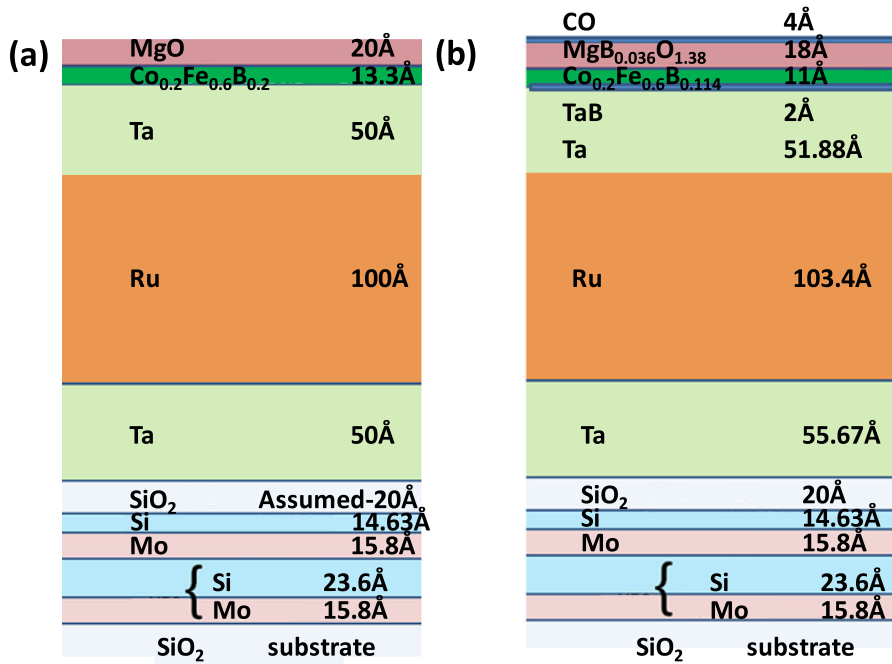 (a)
MgO 20Å
Co0.2Fe0.6B0.2 13.3Å
Ta 50Å
Ru 100Å
Ta 50Å
SiO2 Assumed-20Å
Si 14.63Å
Mo 15.8Å
{ Si 23.6Å
Mo 15.8Å
SiO2 substrate
(b)
CO 4Å
MgB0.036O1.38 18Å
Co0.2Fe0.6B0.114 11Å
TaB 2Å
Ta 51.88Å
Ru 103.4Å
Ta 55.67Å
SiO2 20Å
Si 14.63Å
Mo 15.8Å
{ Si 23.6Å
Mo 15.8Å
SiO2 substrate